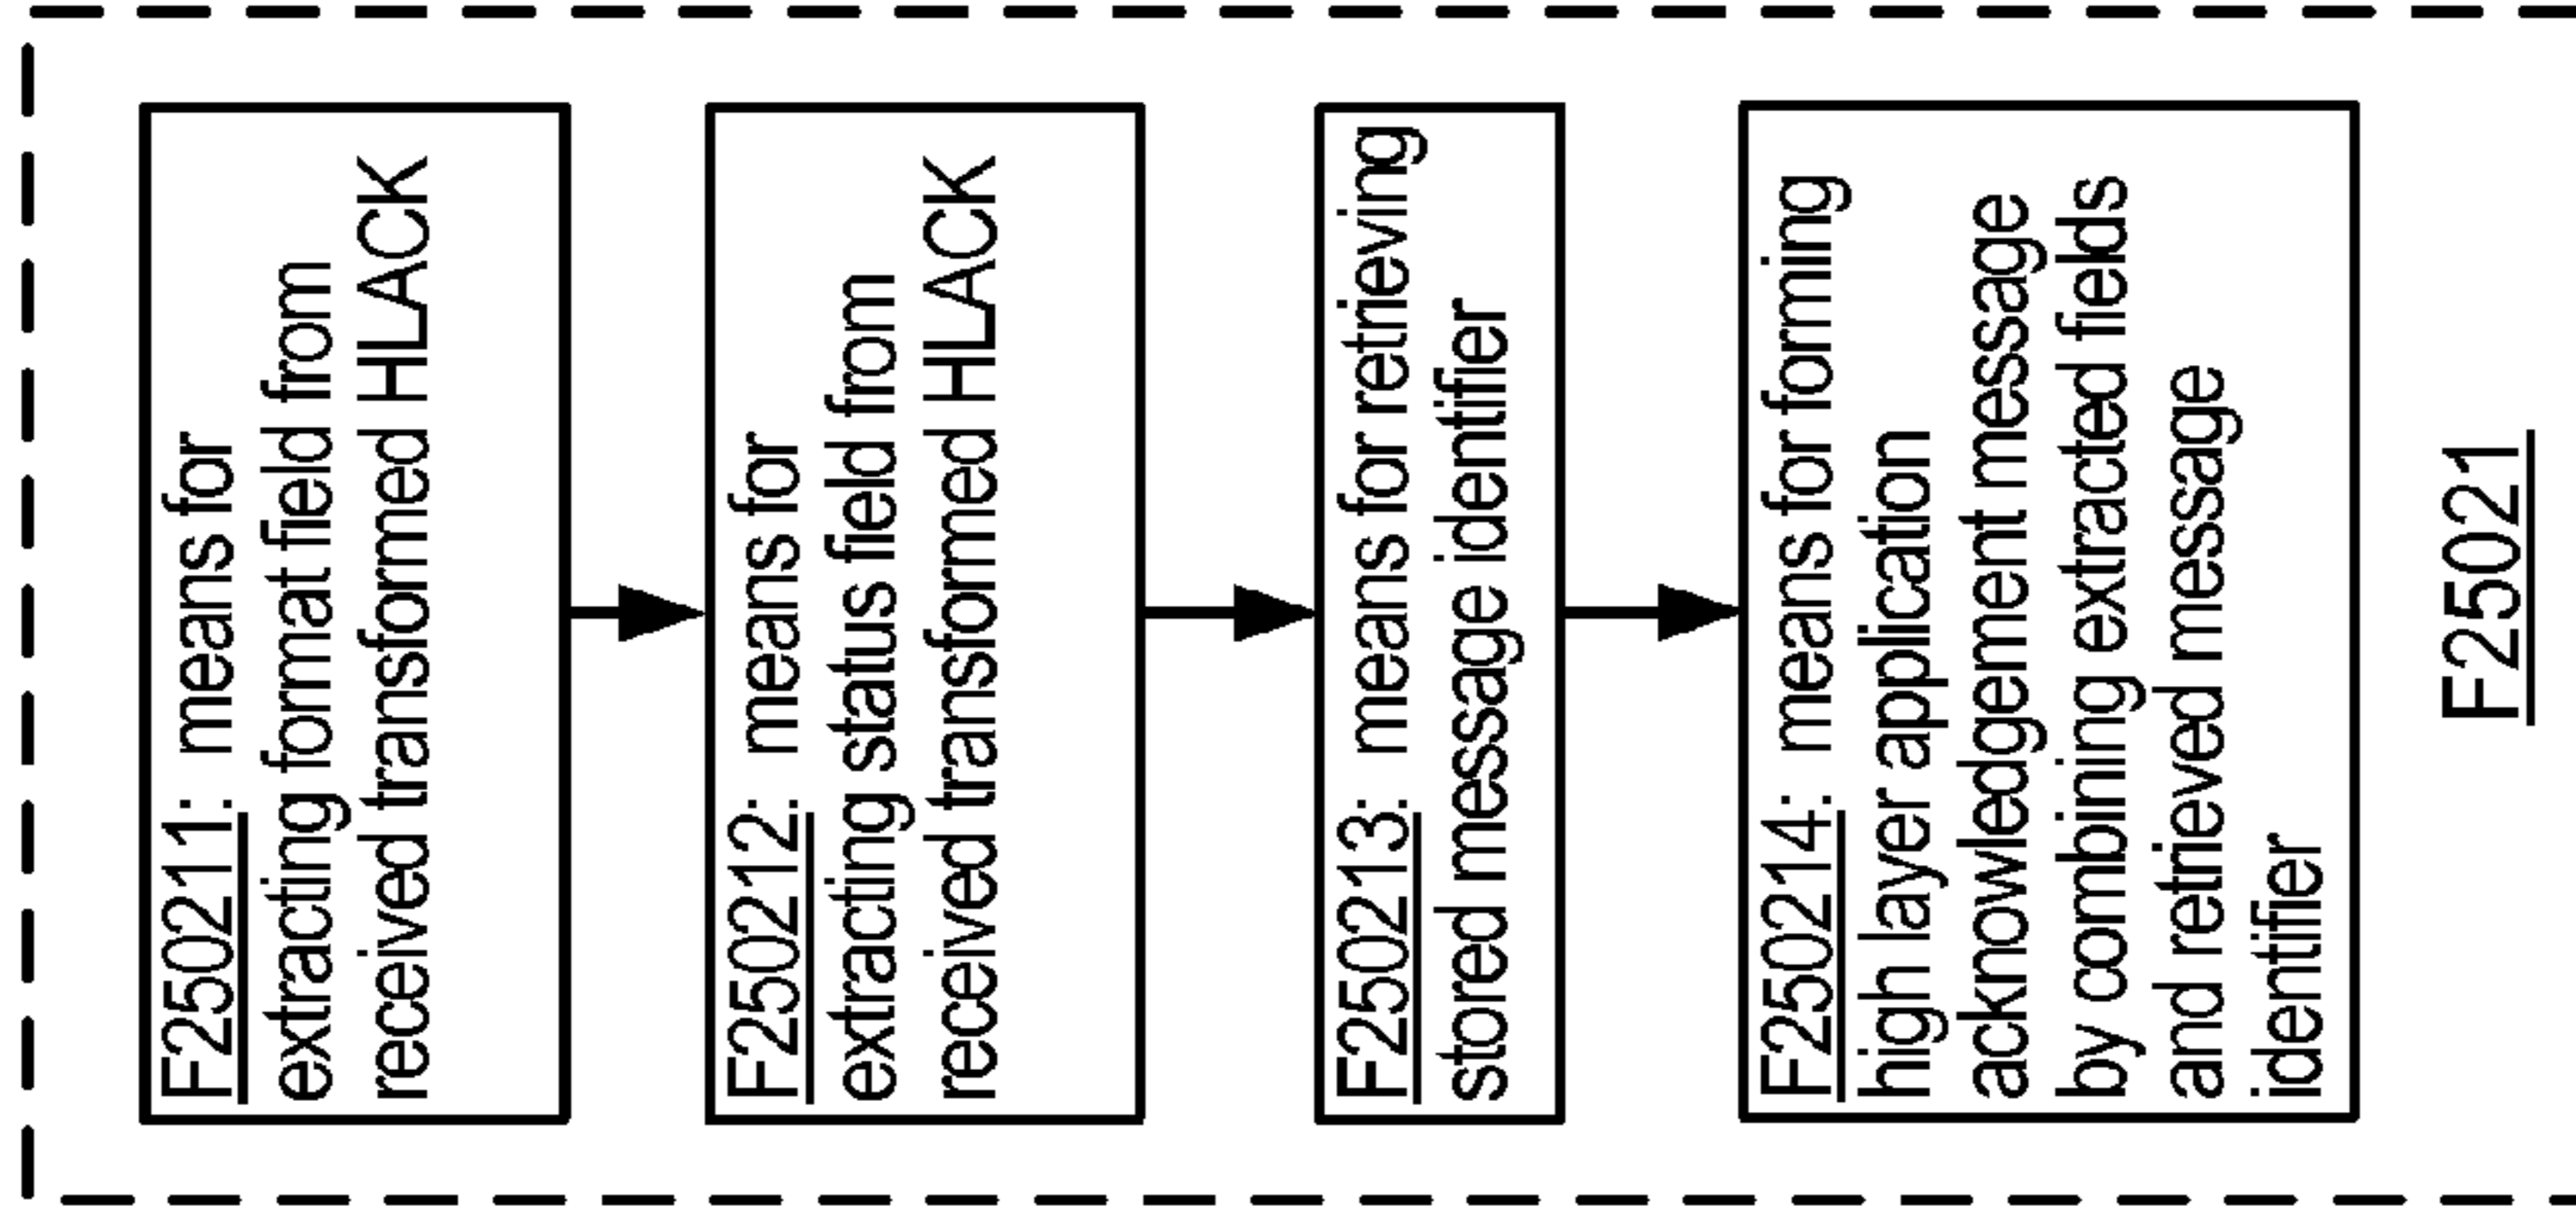 F250211: means for
extracting format field from
received transformed HLACK
F250212: means for
extracting status field from
received transformed HLACK
F250213: means for retrieving
stored message identifier
F250214: means for forming
high layer application
acknowledgement message
by combining extracted fields
and retrieved message
identifier
F25021